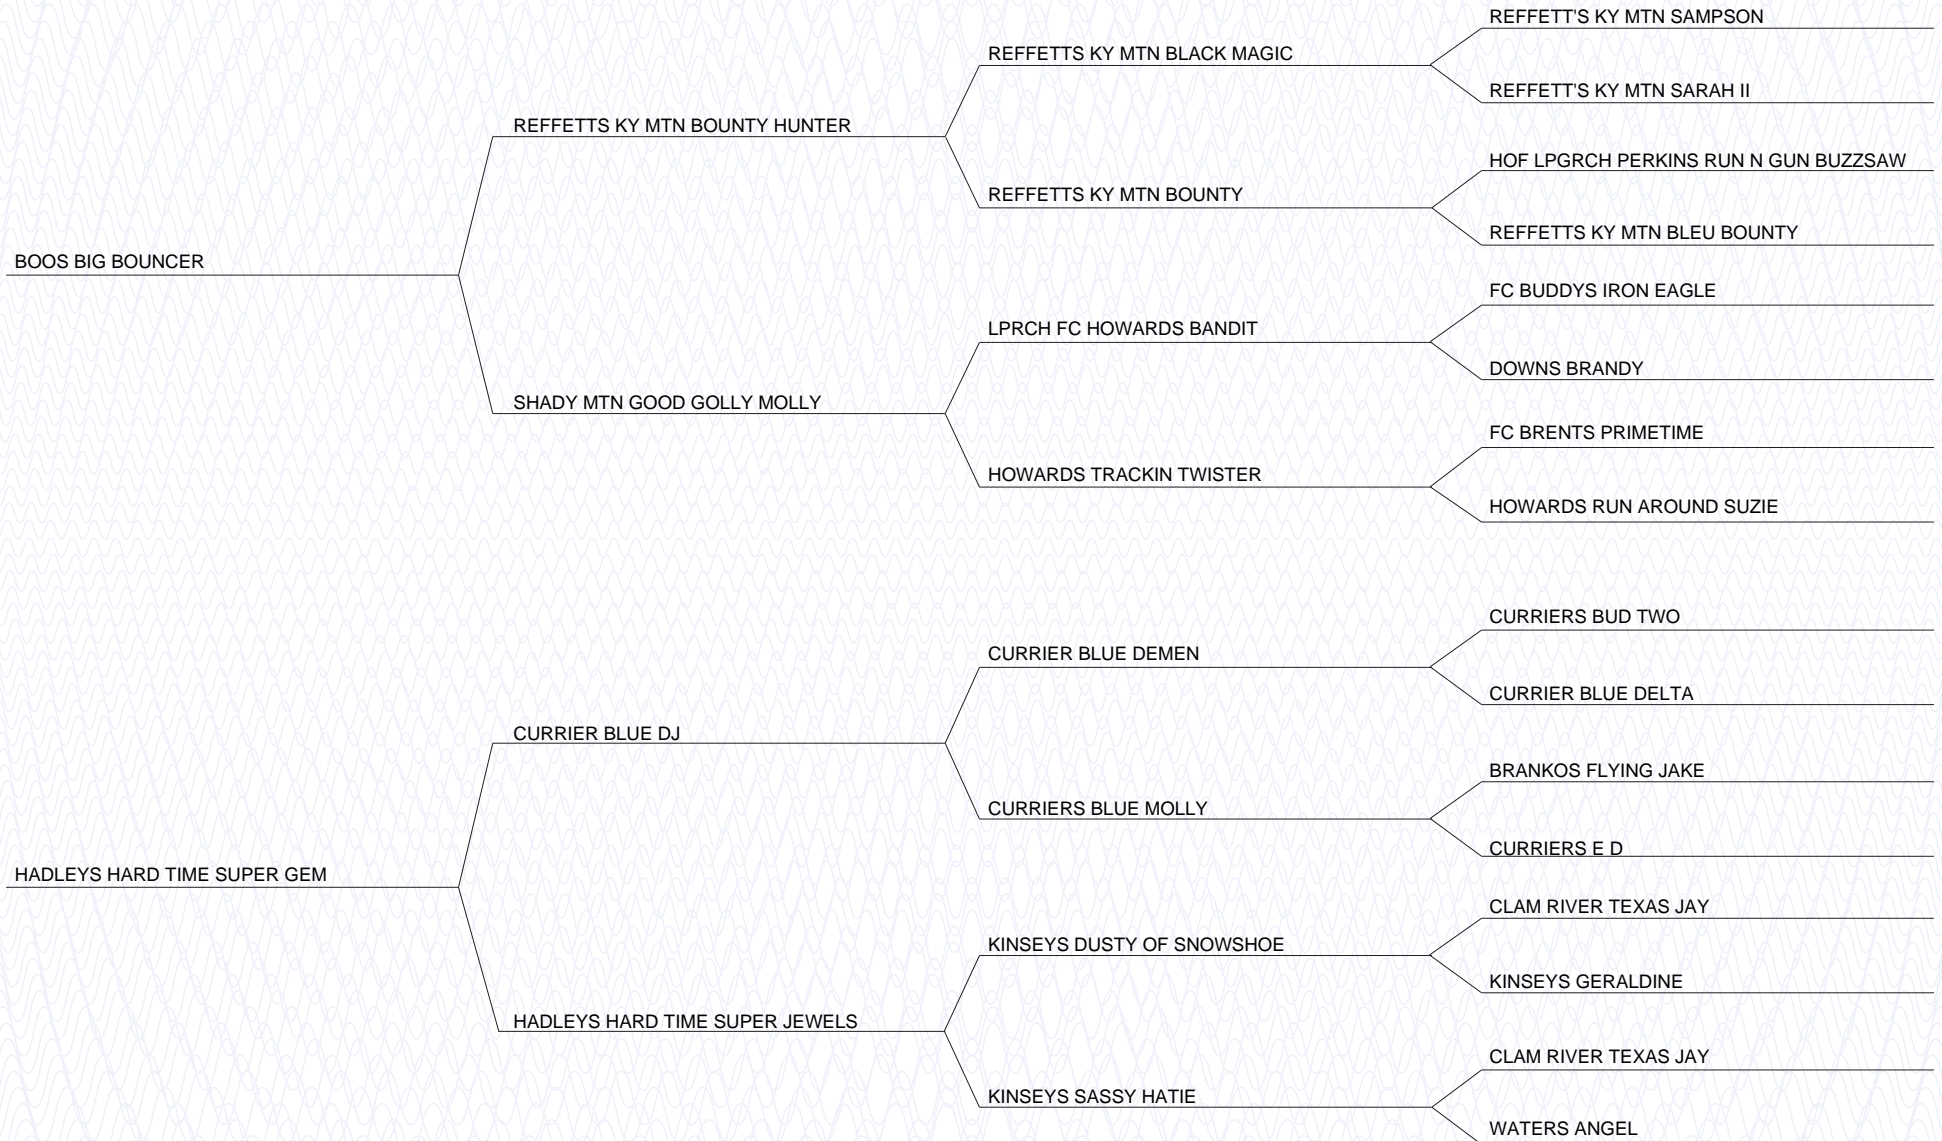 REFFETT'S KY MTN SAMPSON
REFFETTS KY MTN BLACK MAGIC
REFFETT'S KY MTN SARAH II
REFFETTS KY MTN BOUNTY HUNTER
HOF LPGRCH PERKINS RUN N GUN BUZZSAW
REFFETTS KY MTN BOUNTY
REFFETTS KY MTN BLEU BOUNTY
BOOS BIG BOUNCER
FC BUDDYS IRON EAGLE
LPRCH FC HOWARDS BANDIT
DOWNS BRANDY
SHADY MTN GOOD GOLLY MOLLY
FC BRENTS PRIMETIME
HOWARDS TRACKIN TWISTER
HOWARDS RUN AROUND SUZIE
CURRIERS BUD TWO
CURRIER BLUE DEMEN
CURRIER BLUE DELTA
CURRIER BLUE DJ
BRANKOS FLYING JAKE
CURRIERS BLUE MOLLY
CURRIERS E D
HADLEYS HARD TIME SUPER GEM
CLAM RIVER TEXAS JAY
KINSEYS DUSTY OF SNOWSHOE
KINSEYS GERALDINE
HADLEYS HARD TIME SUPER JEWELS
CLAM RIVER TEXAS JAY
KINSEYS SASSY HATIE
WATERS ANGEL